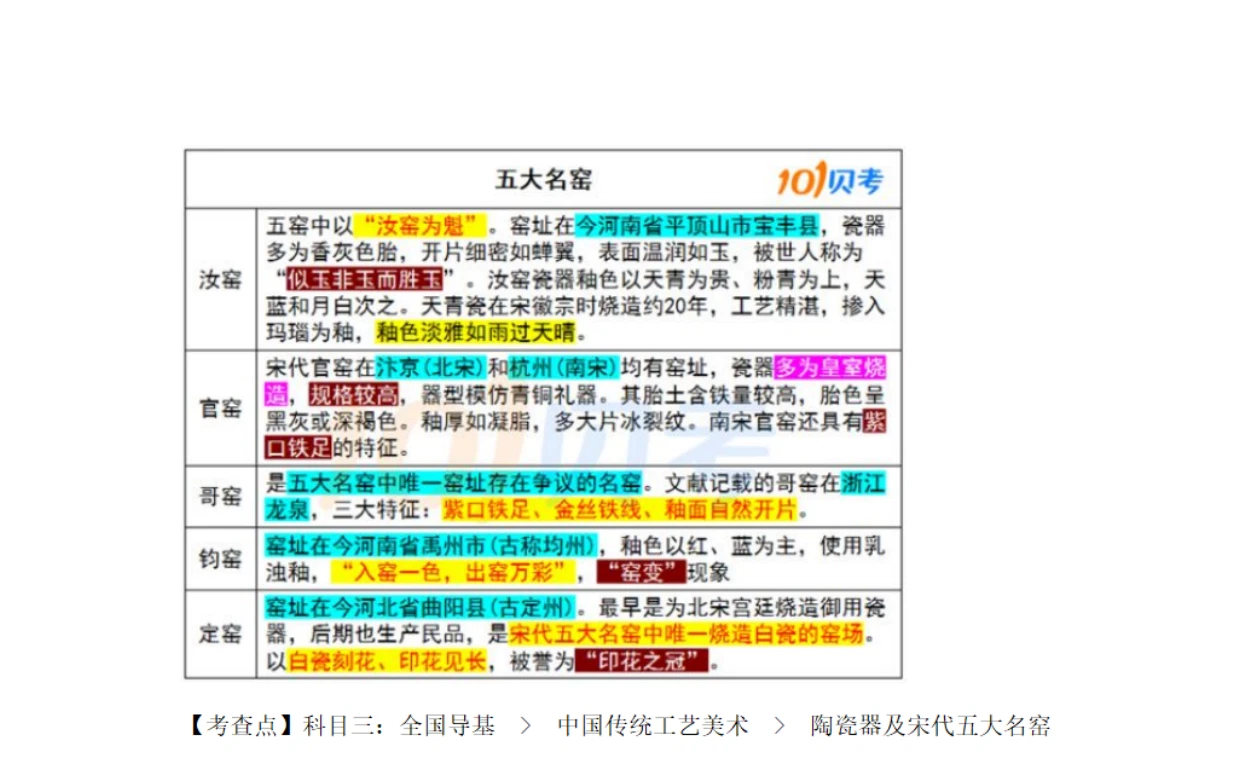 五大名窑
101贝考
汝窑
五窑中以“汝窑为魁”。窑址在今河南省平顶山市宝丰县，瓷器
多为香灰色胎，开片细密如蝉翼，表面温润如玉，被世人称为
“似玉非玉而胜玉”。汝窑瓷器釉色以天青为贵、粉青为上，天
蓝和月白次之。天青瓷在宋徽宗时烧造约20年，工艺精湛，掺入
玛瑙为釉，釉色淡雅如雨过天晴。
官窑
宋代官窑在汴京(北宋)和杭州(南宋)均有窑址，瓷器多为皇室烧
造，规格较高，器型模仿青铜礼器。其胎土含铁量较高，胎色呈
黑灰或深褐色。釉厚如凝脂，多大片冰裂纹。南宋官窑还具有紫
口铁足的特征。
哥窑
是五大名窑中唯一窑址存在争议的名窑。文献记载的哥窑在浙江
龙泉，三大特征：紫口铁足、金丝铁线、釉面自然开片。
钧窑
窑址在今河南省禹州市(古称均州)，釉色以红、蓝为主，使用乳
浊釉，“入窑一色，出窑万彩”，“窑变”现象
定窑
窑址在今河北省曲阳县(古定州)。最早是为北宋宫廷烧造御用瓷
器，后期也生产民品，是宋代五大名窑中唯一烧造白瓷的窑场。
以白瓷刻花、印花见长，被誉为“印花之冠”。
【考查点】科目三：全国导基 > 中国传统工艺美术 > 陶瓷器及宋代五大名窑